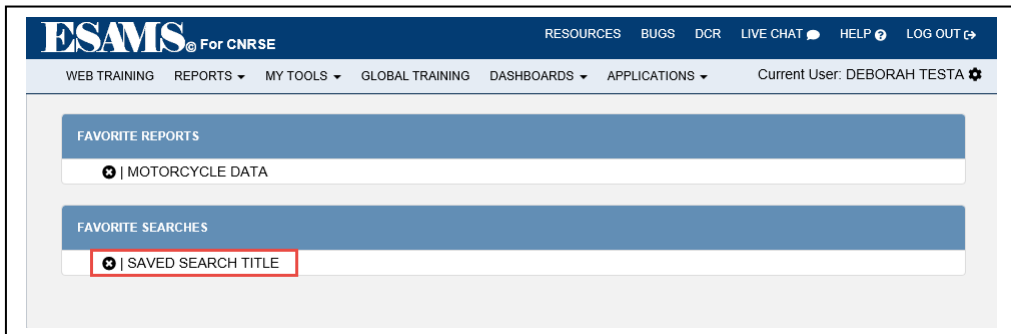 ESAMS© For CNRSE RESOURCES BUGS DCR LIVE CHAT HELP LOG OUT
WEB TRAINING REPORTS MY TOOLS GLOBAL TRAINING DASHBOARDS APPLICATIONS Current User: DEBORAH TESTA
FAVORITE REPORTS
| MOTORCYCLE DATA
FAVORITE SEARCHES
| SAVED SEARCH TITLE